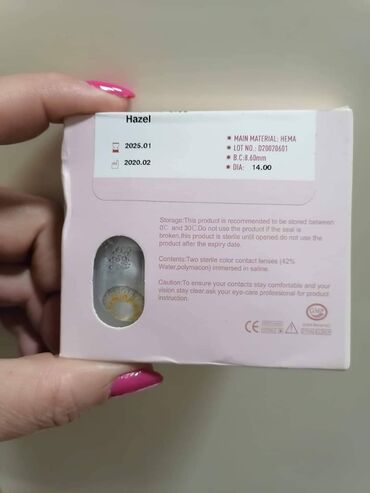 Hazel
2025.01
2020.02
MAIN MATERIAL: HEMA
LOT NO.: D20020601
B.C:8.60mm
DIA: 14.00
Storage:This product is recommended to be stored between
0C and 30C.Do not use the product if the seal is
broken,this product is sterile until opened do not use the
product after the expiry date.
Contents:Two sterile color contact lenses (42%
Water,polymacon) immersed in saline.
Caution:To ensure your contacts stay comfortable and your
vision stay clear,ask your eye-care professional for product
instruction.
CE